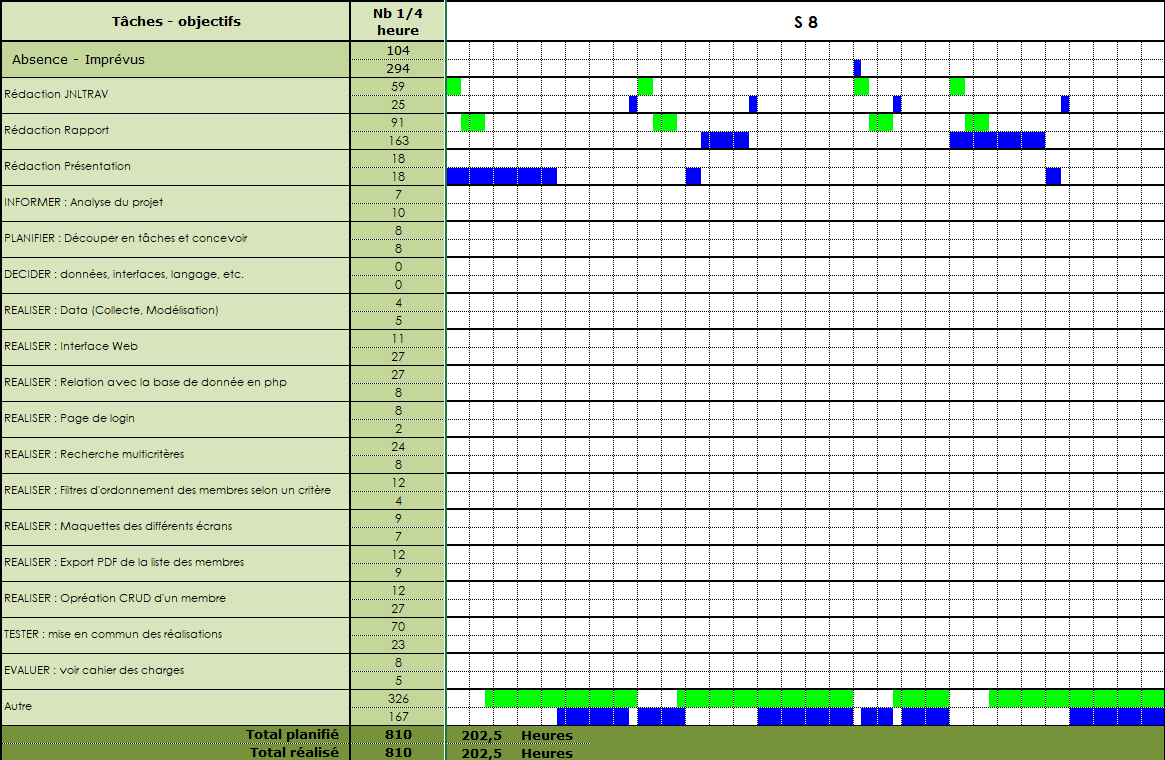 Tâches - objectifs
Nb 1/4
heure
S 8
Absence - Imprévus
104
294
Rédaction JNLTRAV
59
25
Rédaction Rapport
91
163
Rédaction Présentation
18
18
INFORMER : Analyse du projet
7
10
PLANIFIER : Découper en tâches et concevoir
8
8
DECIDER : données, interfaces, langage, etc.
0
0
REALISER : Data (Collecte, Modélisation)
4
5
REALISER : Interface Web
11
27
REALISER : Relation avec la base de donnée en php
27
8
REALISER : Page de login
8
2
REALISER : Recherche multicritères
24
8
REALISER : Filtres d'ordonnement des membres selon un critère
12
4
REALISER : Maquettes des différents écrans
9
7
REALISER : Export PDF de la liste des membres
12
9
REALISER : Opréation CRUD d'un membre
12
27
TESTER : mise en commun des réalisations
70
23
EVALUER : voir cahier des charges
8
5
Autre
326
167
Total planifié 810 202,5 Heures
Total réalisé 810 202,5 Heures